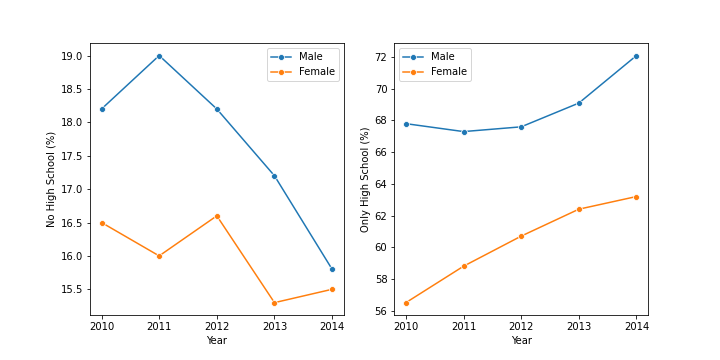 No High School (%)
19.0
18.5
18.0
17.5
17.0
16.5
16.0
15.5
2010 2011 2012 2013 2014
Year
Male
Female
Only High School (%)
72
70
68
66
64
62
60
58
56
2010 2011 2012 2013 2014
Year
Male
Female